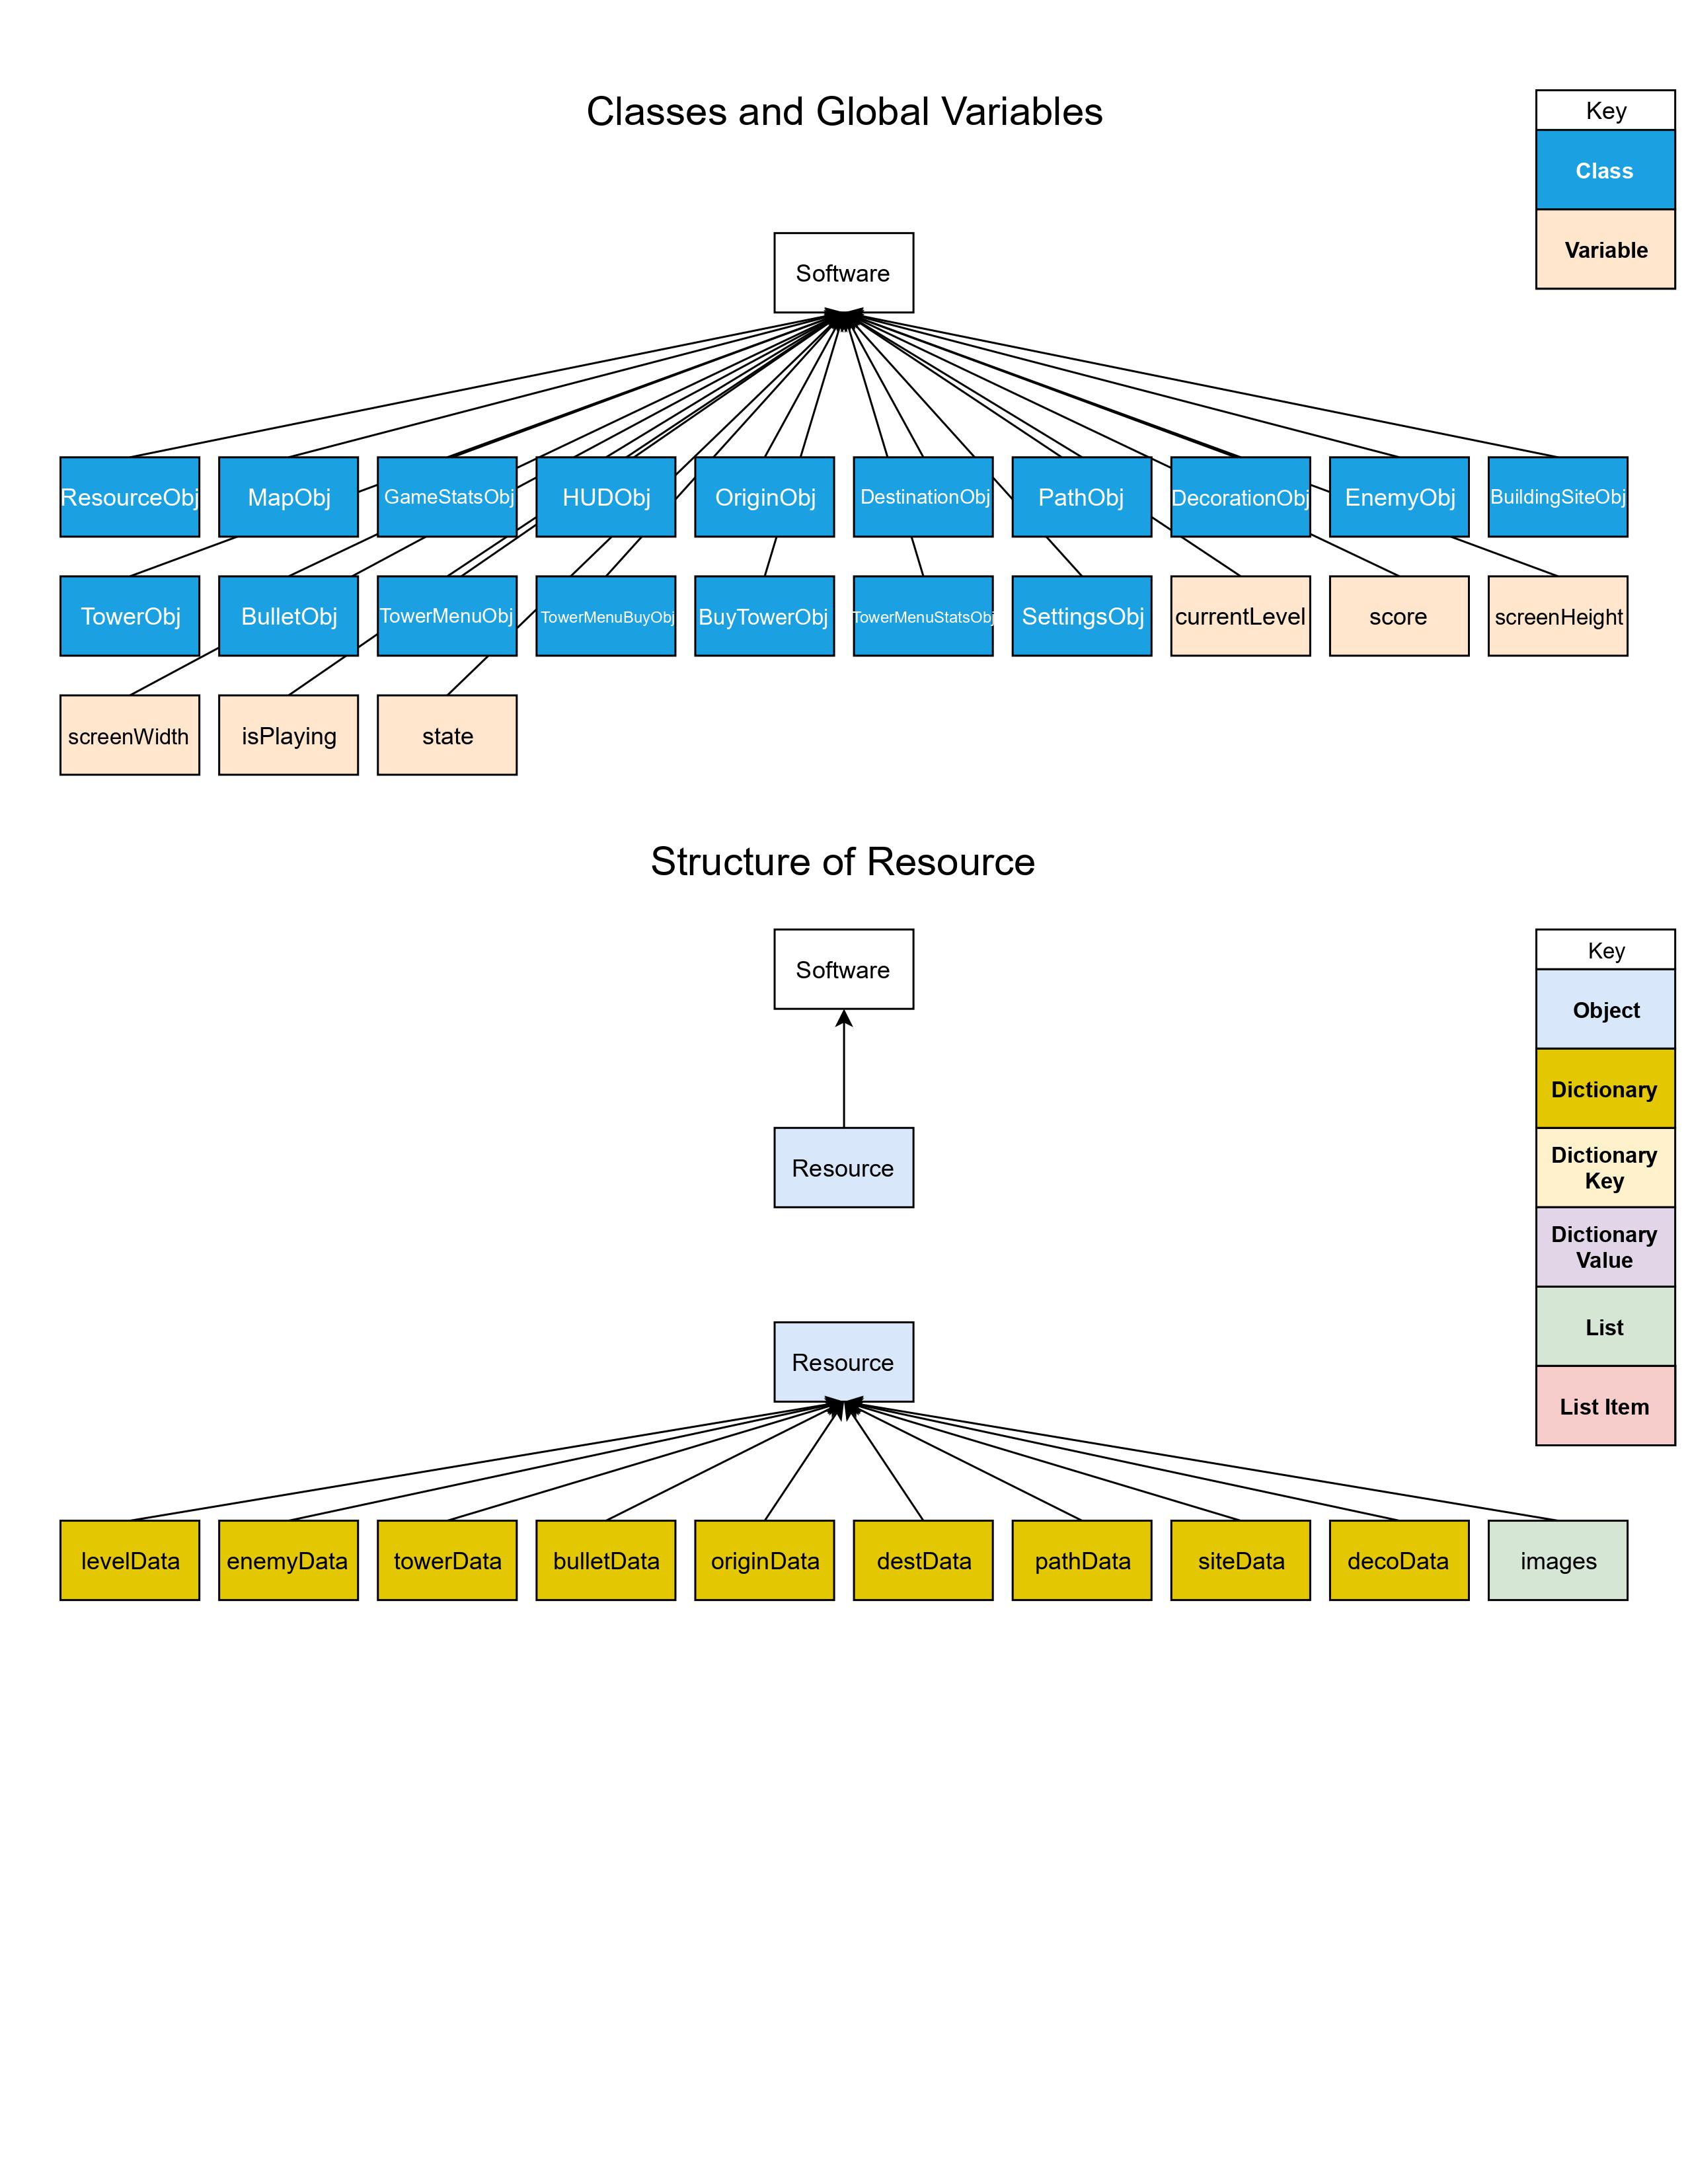 Classes and Global Variables
Key
Class
Variable
Software
ResourceObj
MapObj
GameStatsObj
HUDObj
OriginObj
DestinationObj
PathObj
DecorationObj
EnemyObj
BuildingSiteObj
TowerObj
BulletObj
TowerMenuObj
TowerMenuBuyObj
BuyTowerObj
TowerMenuStatsObj
SettingsObj
currentLevel
score
screenHeight
screenWidth
isPlaying
state
Structure of Resource
Software
Key
Object
Dictionary
Dictionary
Key
Dictionary
Value
List
List Item
Resource
Resource
levelData
enemyData
towerData
bulletData
originData
destData
pathData
siteData
decoData
images